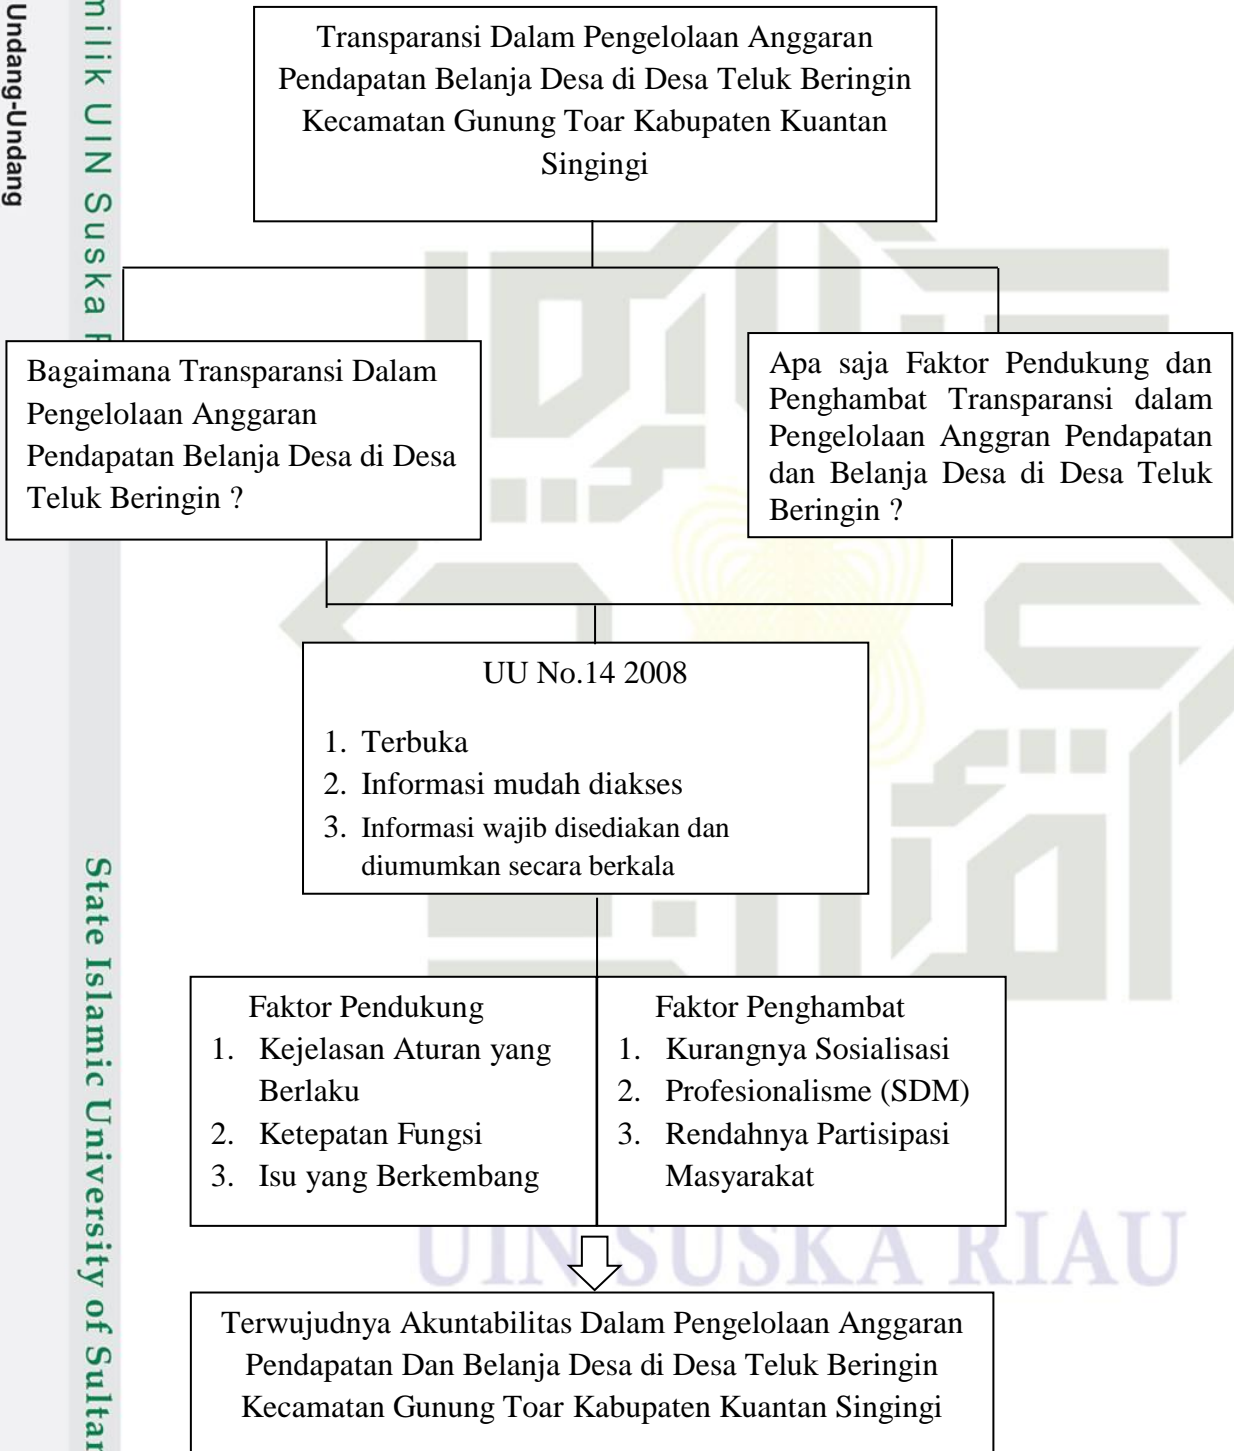 Transparansi Dalam Pengelolaan Anggaran
Pendapatan Belanja Desa di Desa Teluk Beringin
Kecamatan Gunung Toar Kabupaten Kuantan
Singingi
Bagaimana Transparansi Dalam
Pengelolaan Anggaran
Pendapatan Belanja Desa di Desa
Teluk Beringin ?
Apa saja Faktor Pendukung dan
Penghambat Transparansi dalam
Pengelolaan Anggran Pendapatan
dan Belanja Desa di Desa Teluk
Beringin ?
UU No.14 2008
1. Terbuka
2. Informasi mudah diakses
3. Informasi wajib disediakan dan
diumumkan secara berkala
Faktor Pendukung
1. Kejelasan Aturan yang
Berlaku
2. Ketepatan Fungsi
3. Isu yang Berkembang
Faktor Penghambat
1. Kurangnya Sosialisasi
2. Profesionalisme (SDM)
3. Rendahnya Partisipasi
Masyarakat
Terwujudnya Akuntabilitas Dalam Pengelolaan Anggaran
Pendapatan Dan Belanja Desa di Desa Teluk Beringin
Kecamatan Gunung Toar Kabupaten Kuantan Singingi
UIN SUSKA RIAU
Undang-Undang
milik UIN Suska
State Islamic University of Sultan